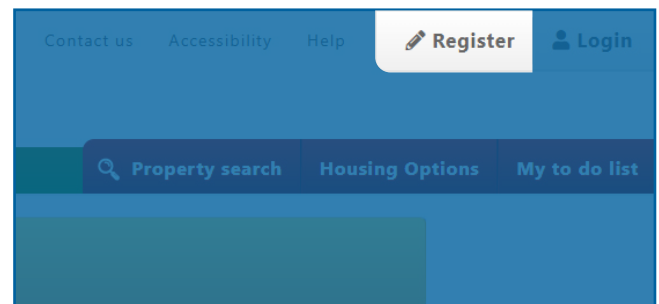 Contact us Accessibility Help Register Login
Property search Housing Options My to do list